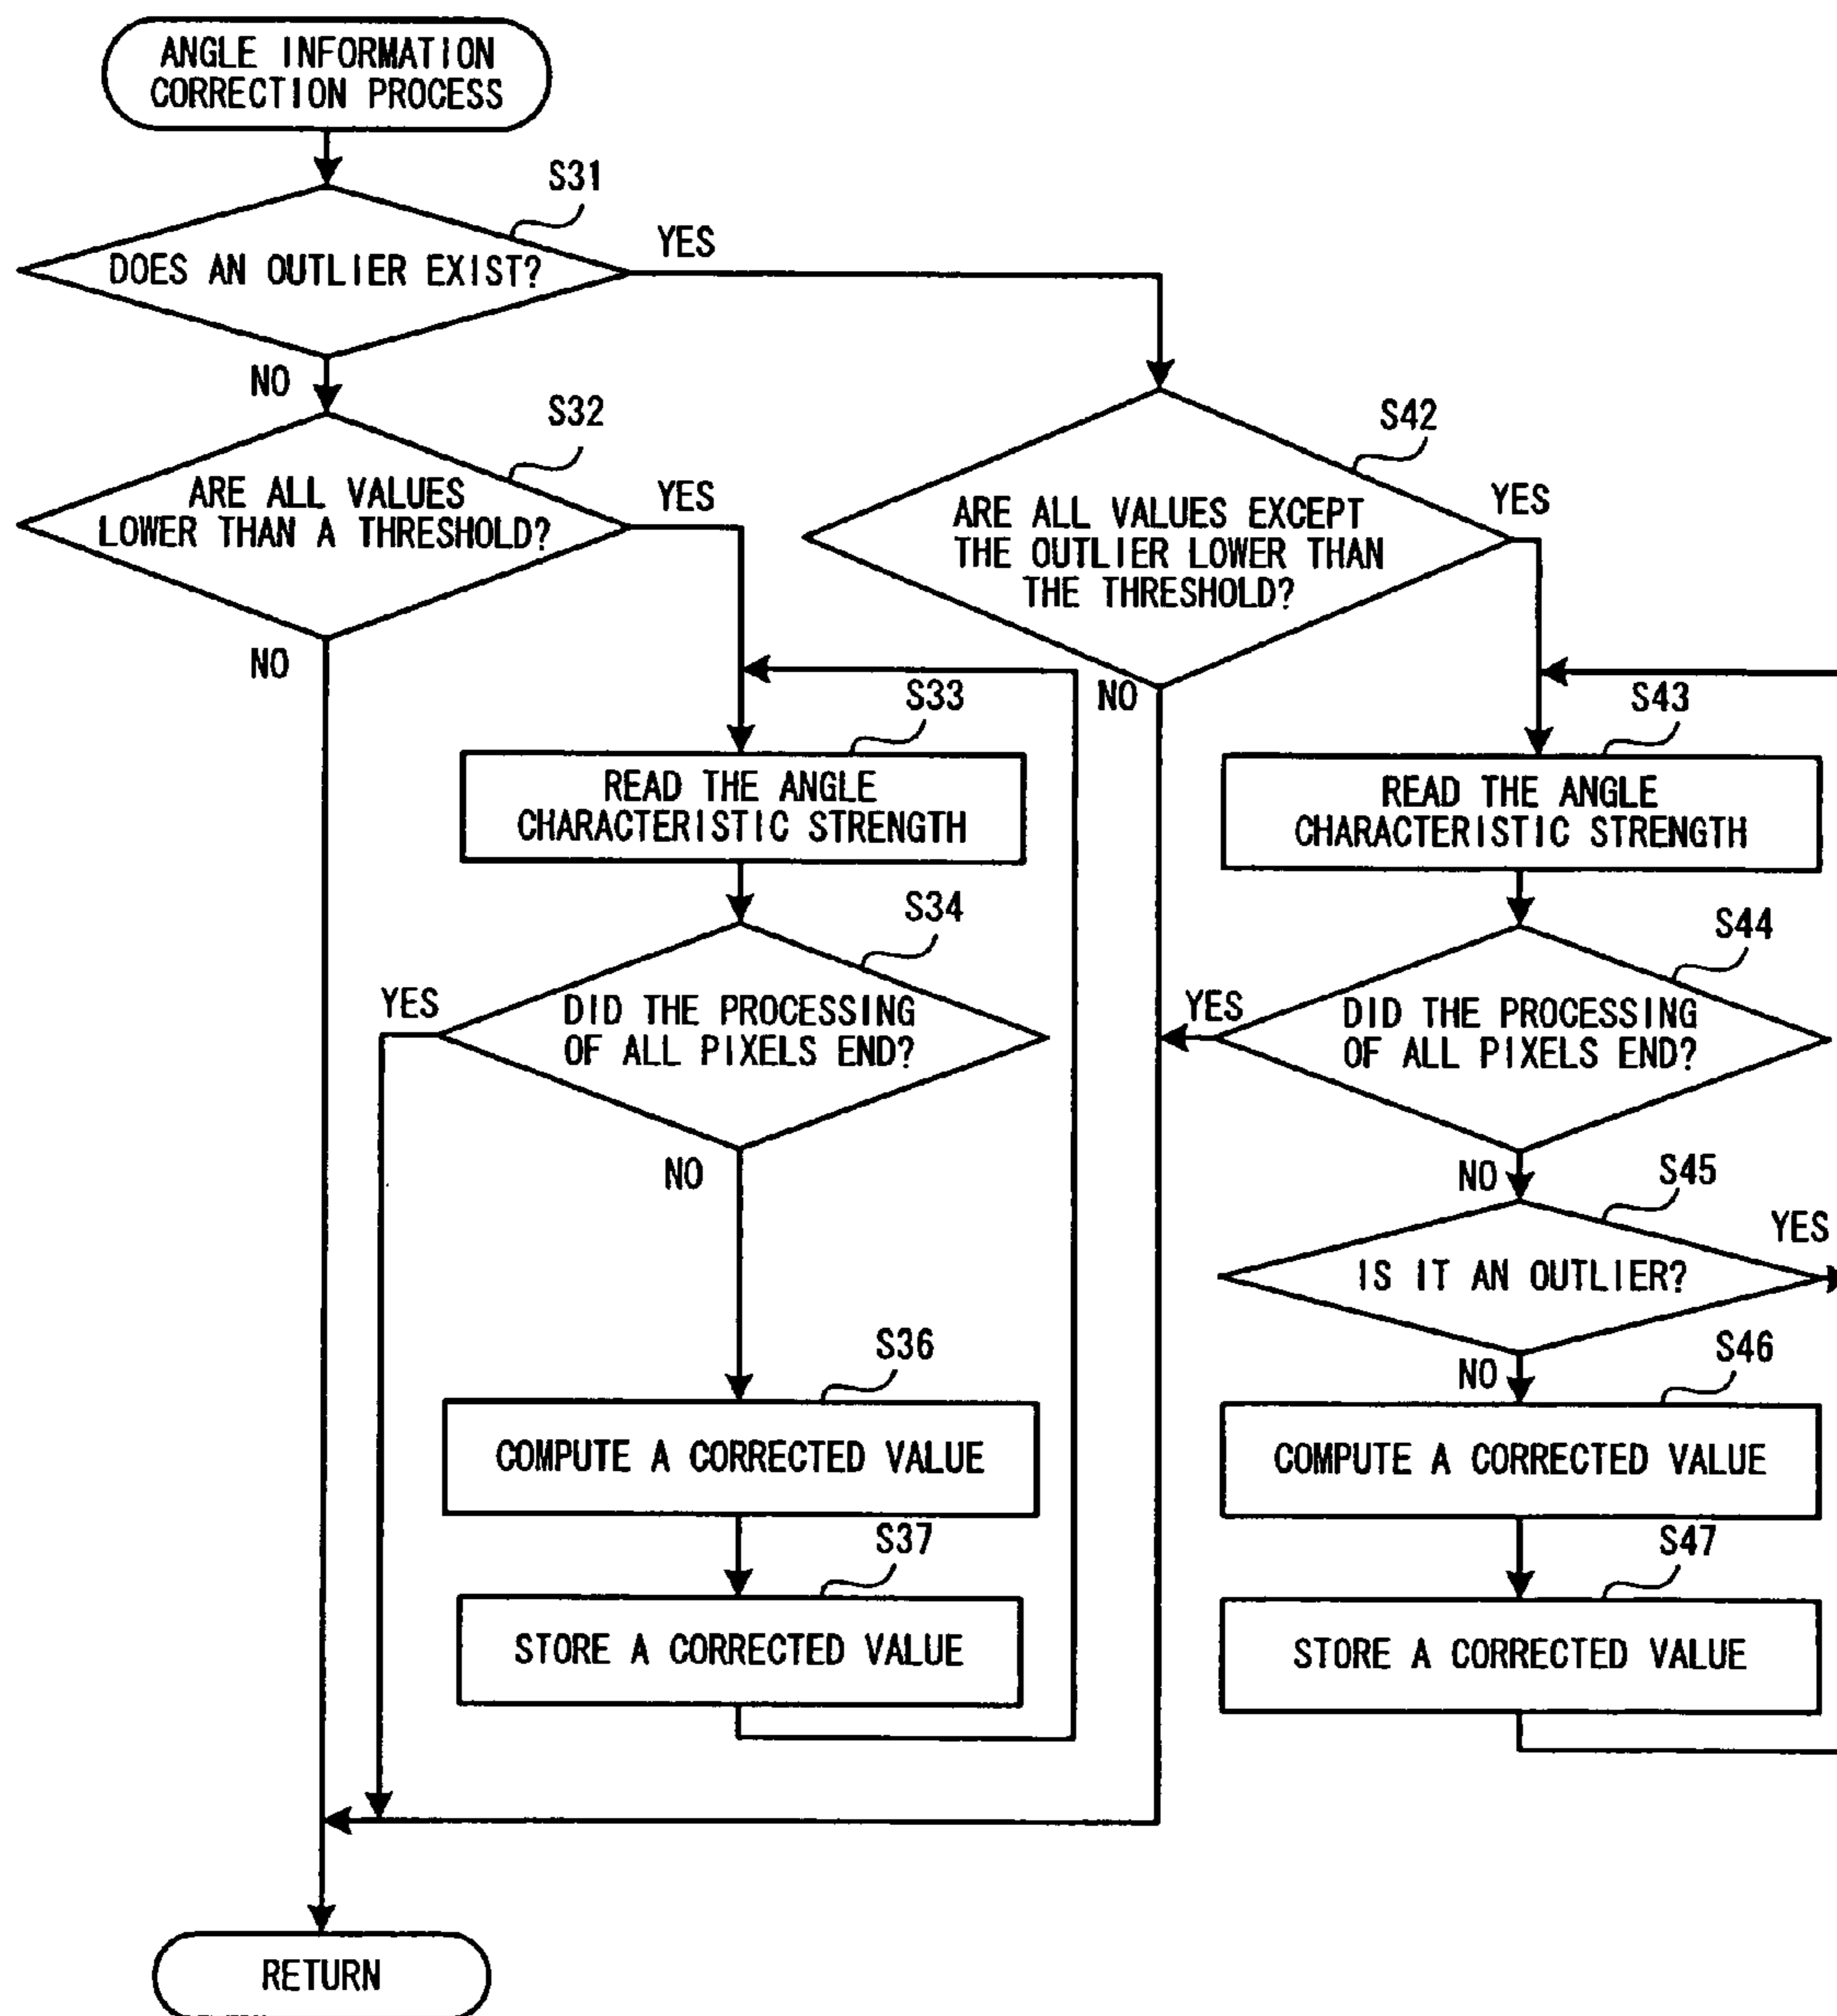 ANGLE INFORMATION
CORRECTION PROCESS
S31
DOES AN OUTLIER EXIST?
YES
NO
S32
ARE ALL VALUES
LOWER THAN A THRESHOLD?
YES
NO
S42
ARE ALL VALUES EXCEPT
THE OUTLIER LOWER THAN
THE THRESHOLD?
YES
NO
S33
READ THE ANGLE
CHARACTERISTIC STRENGTH
S34
DID THE PROCESSING
OF ALL PIXELS END?
YES
NO
S36
COMPUTE A CORRECTED VALUE
S37
STORE A CORRECTED VALUE
S43
READ THE ANGLE
CHARACTERISTIC STRENGTH
S44
DID THE PROCESSING
OF ALL PIXELS END?
YES
NO
S45
IS IT AN OUTLIER?
YES
NO
S46
COMPUTE A CORRECTED VALUE
S47
STORE A CORRECTED VALUE
RETURN